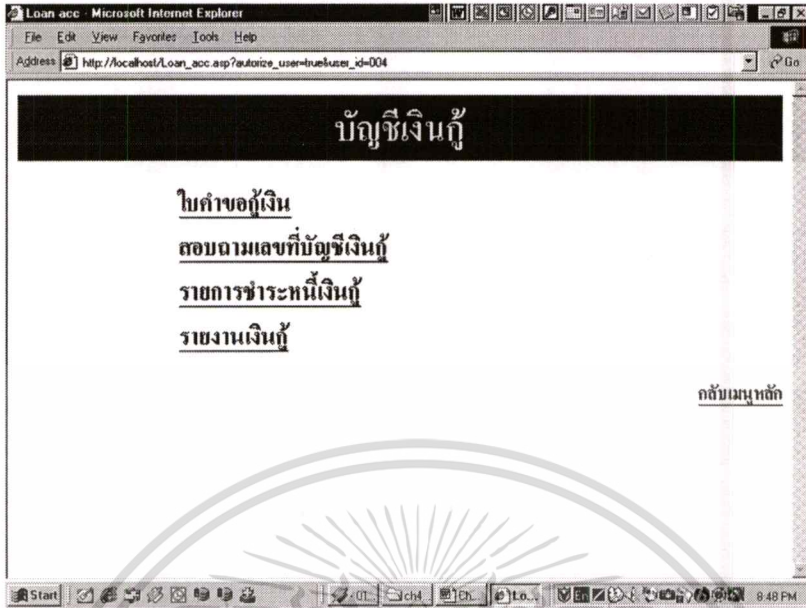 Loan acc - Microsoft Internet Explorer
File Edit View Favorites Tools Help
Address http://localhost/Loan_acc.asp?autorize_user=true&user_id=004 Go
บัญชีเงินกู้
ใบคำขอกู้เงิน
สอบถามเลขที่บัญชีเงินกู้
รายการชำระหนี้เงินกู้
รายงานเงินกู้
กลับเมนูหลัก
Start ch4 Ch... Lo... 8:48 PM